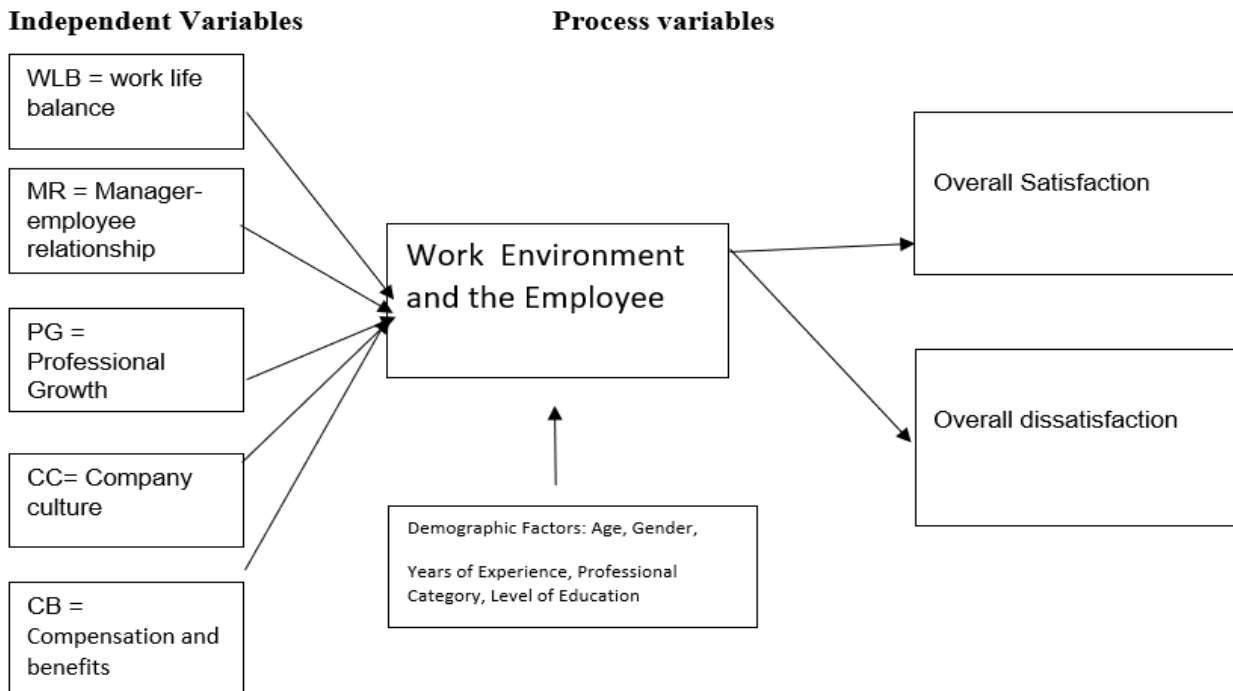 Independent Variables
Process variables
WLB = work life
balance
MR = Manager-
employee
relationship
PG =
Professional
Growth
CC= Company
culture
CB =
Compensation and
benefits
Work Environment
and the Employee
Demographic Factors: Age, Gender,
Years of Experience, Professional
Category, Level of Education
Overall Satisfaction
Overall dissatisfaction